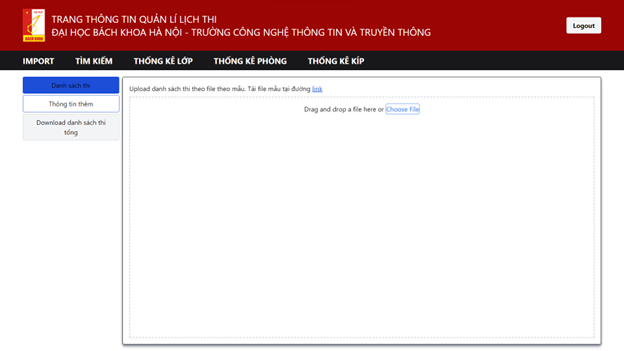 TRANG THÔNG TIN QUẢN LÍ LỊCH THI
ĐẠI HỌC BÁCH KHOA HÀ NỘI - TRƯỜNG CÔNG NGHỆ THÔNG TIN VÀ TRUYỀN THÔNG
BÁCH KHOA
Logout
IMPORT TÌM KIẾM THỐNG KÊ LỚP THỐNG KÊ PHÒNG THỐNG KÊ KÍP
Danh sách thi
Thông tin thêm
Download danh sách thi
tổng
Upload danh sách thi theo file theo mẫu. Tải file mẫu tại đường link
Drag and drop a file here or Choose File